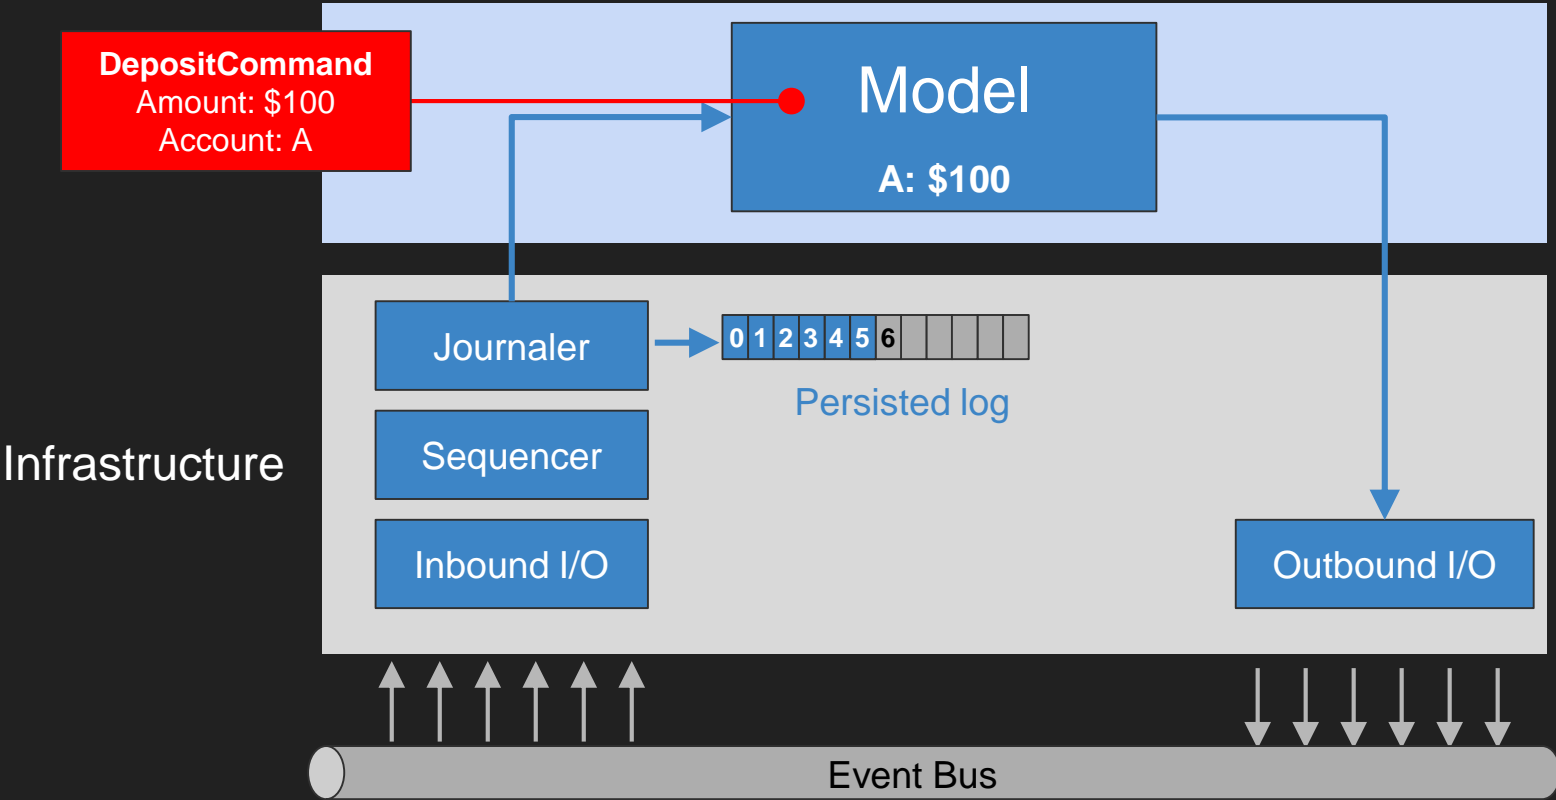 DepositCommand
Amount: $100
Account: A
Model
A: $100
Journaler
0 1 2 3 4 5 6
Persisted log
Sequencer
Infrastructure
Inbound I/O
Outbound I/O
Event Bus